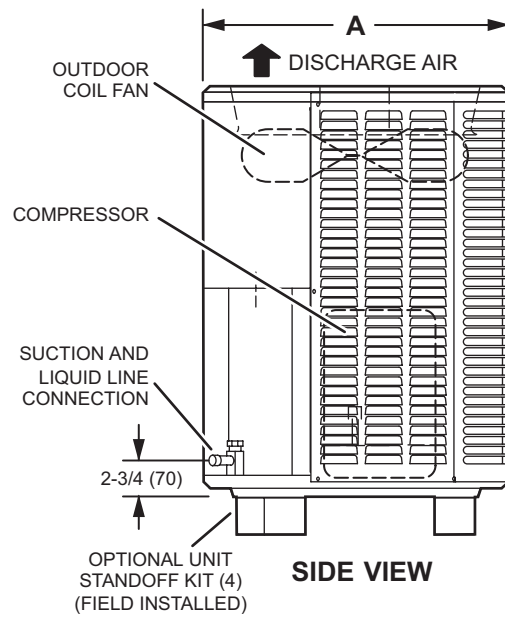 A
DISCHARGE AIR
OUTDOOR
COIL FAN
COMPRESSOR
SUCTION AND
LIQUID LINE
CONNECTION
2-3/4 (70)
OPTIONAL UNIT
STANDOFF KIT (4)
(FIELD INSTALLED)
SIDE VIEW